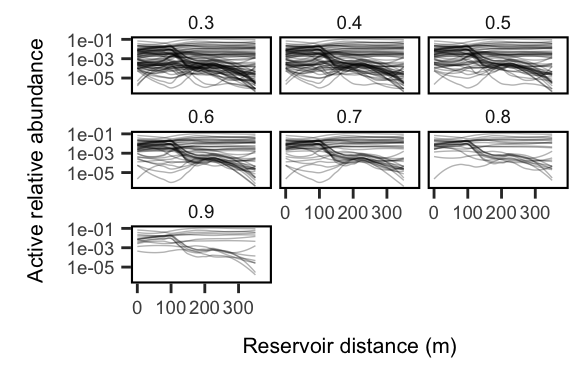 0.3 0.4 0.5
1e-01
1e-03
1e-05
0.6 0.7 0.8
1e-01
1e-03
1e-05
0 100 200 300 0 100 200 300
0.9
1e-01
1e-03
1e-05
0 100 200 300
Active relative abundance
Reservoir distance (m)